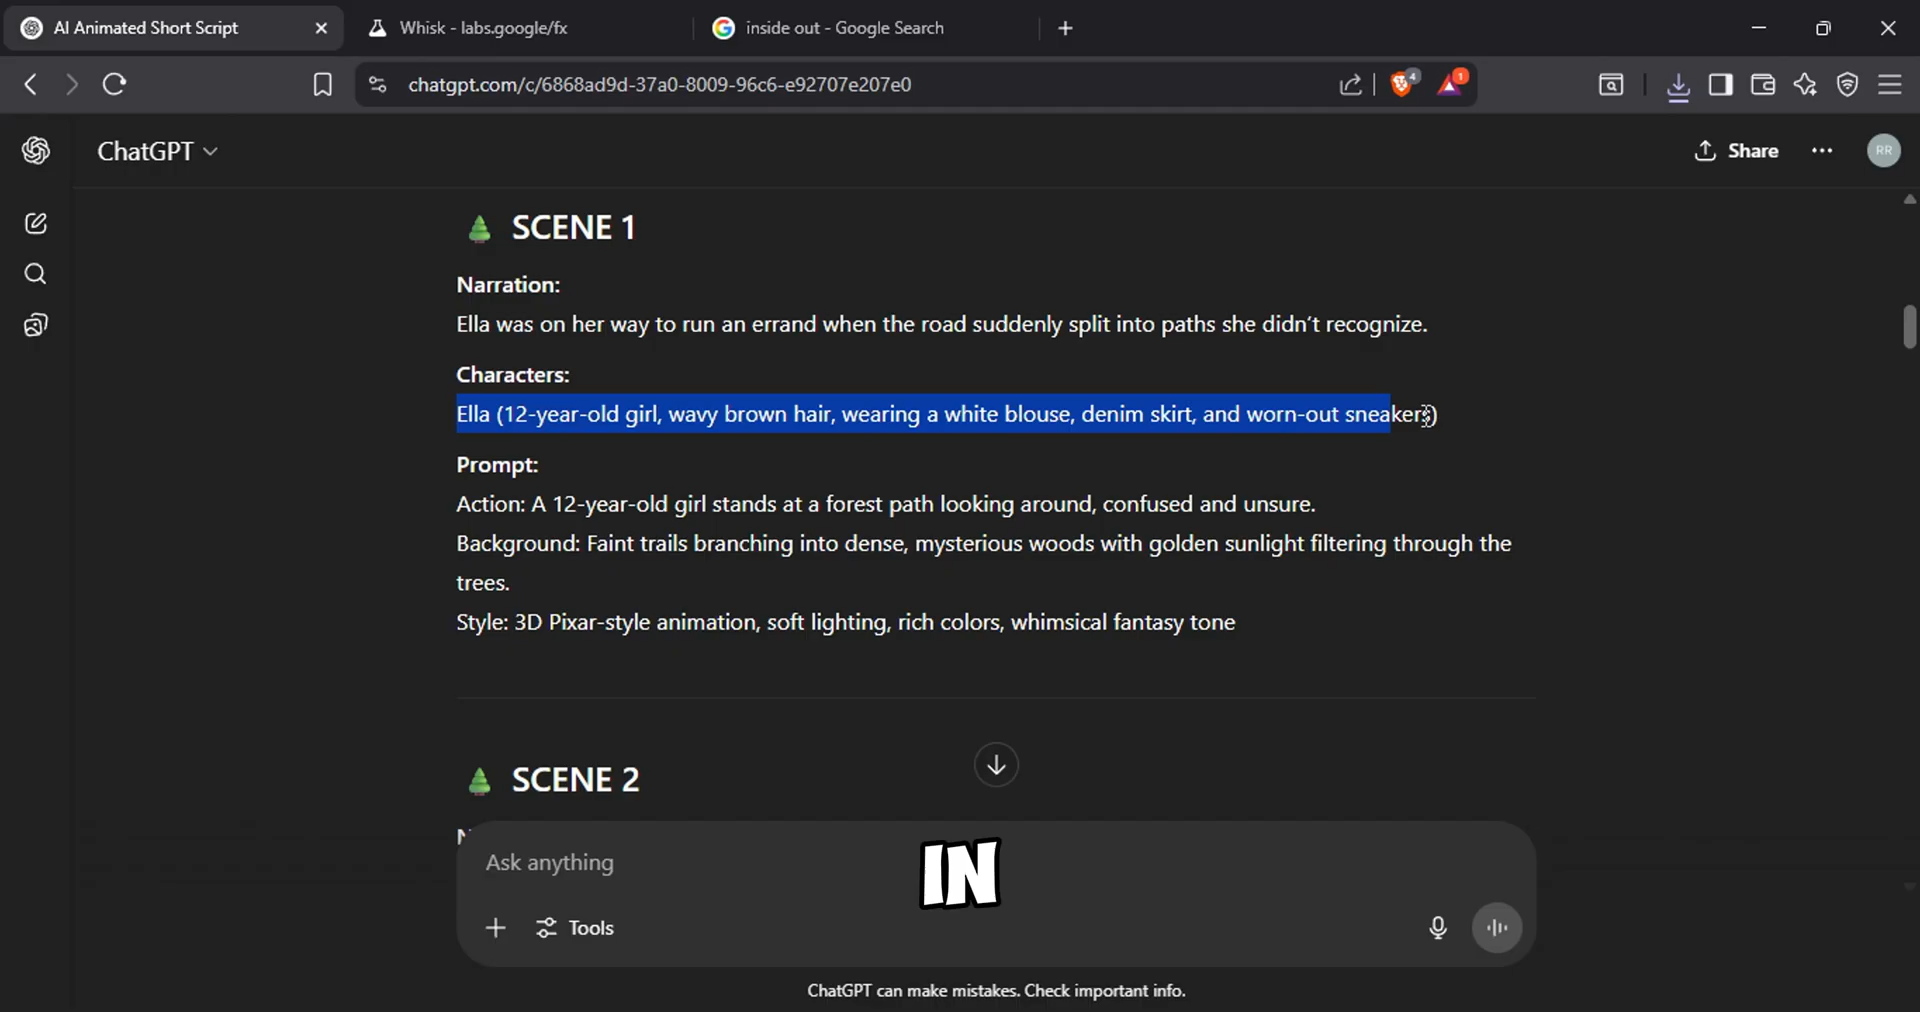 AI Animated Short Script
Whisk - labs.google/fx
inside out - Google Search
chatgpt.com/c/6868ad9d-37a0-8009-96c6-e92707e207e0
4
1
ChatGPT
Share
RR
SCENE 1
Narration:
Ella was on her way to run an errand when the road suddenly split into paths she didn’t recognize.
Characters:
Ella (12-year-old girl, wavy brown hair, wearing a white blouse, denim skirt, and worn-out sneakers)
Prompt:
Action: A 12-year-old girl stands at a forest path looking around, confused and unsure.
Background: Faint trails branching into dense, mysterious woods with golden sunlight filtering through the
trees.
Style: 3D Pixar-style animation, soft lighting, rich colors, whimsical fantasy tone
SCENE 2
Ask anything
IN
Tools
ChatGPT can make mistakes. Check important info.